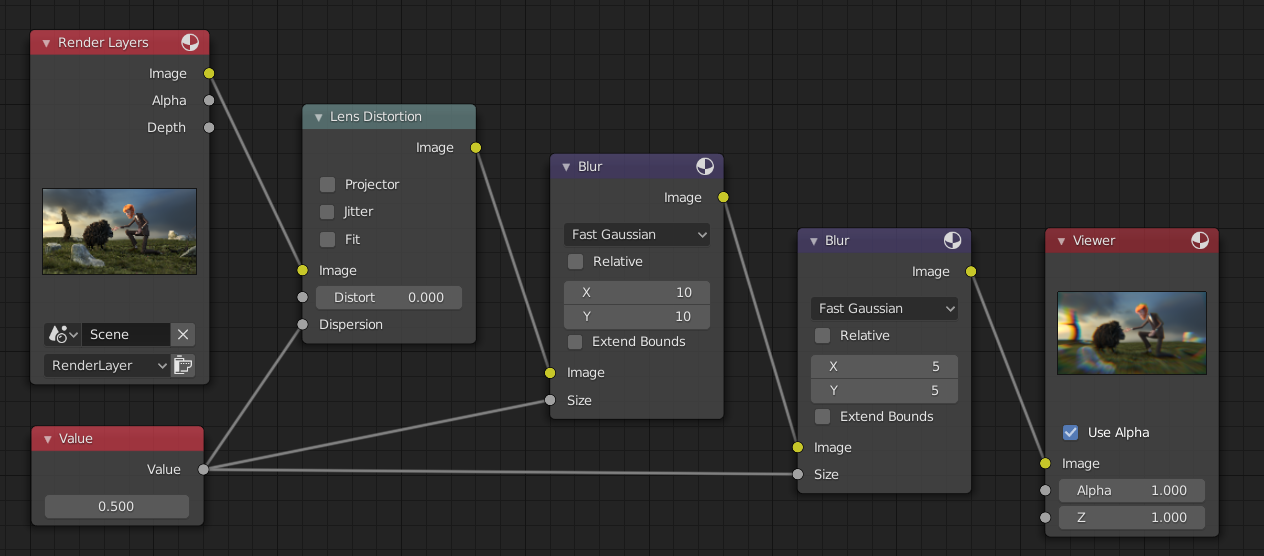 Render Layers
Image
Alpha
Depth
Scene
RenderLayer
Value
Value
0.500
Lens Distortion
Image
Projector
Jitter
Fit
Image
Distort 0.000
Dispersion
Blur
Image
Fast Gaussian
Relative
X 10
Y 10
Extend Bounds
Image
Size
Blur
Image
Fast Gaussian
Relative
X 5
Y 5
Extend Bounds
Image
Size
Viewer
Use Alpha
Image
Alpha 1.000
Z 1.000